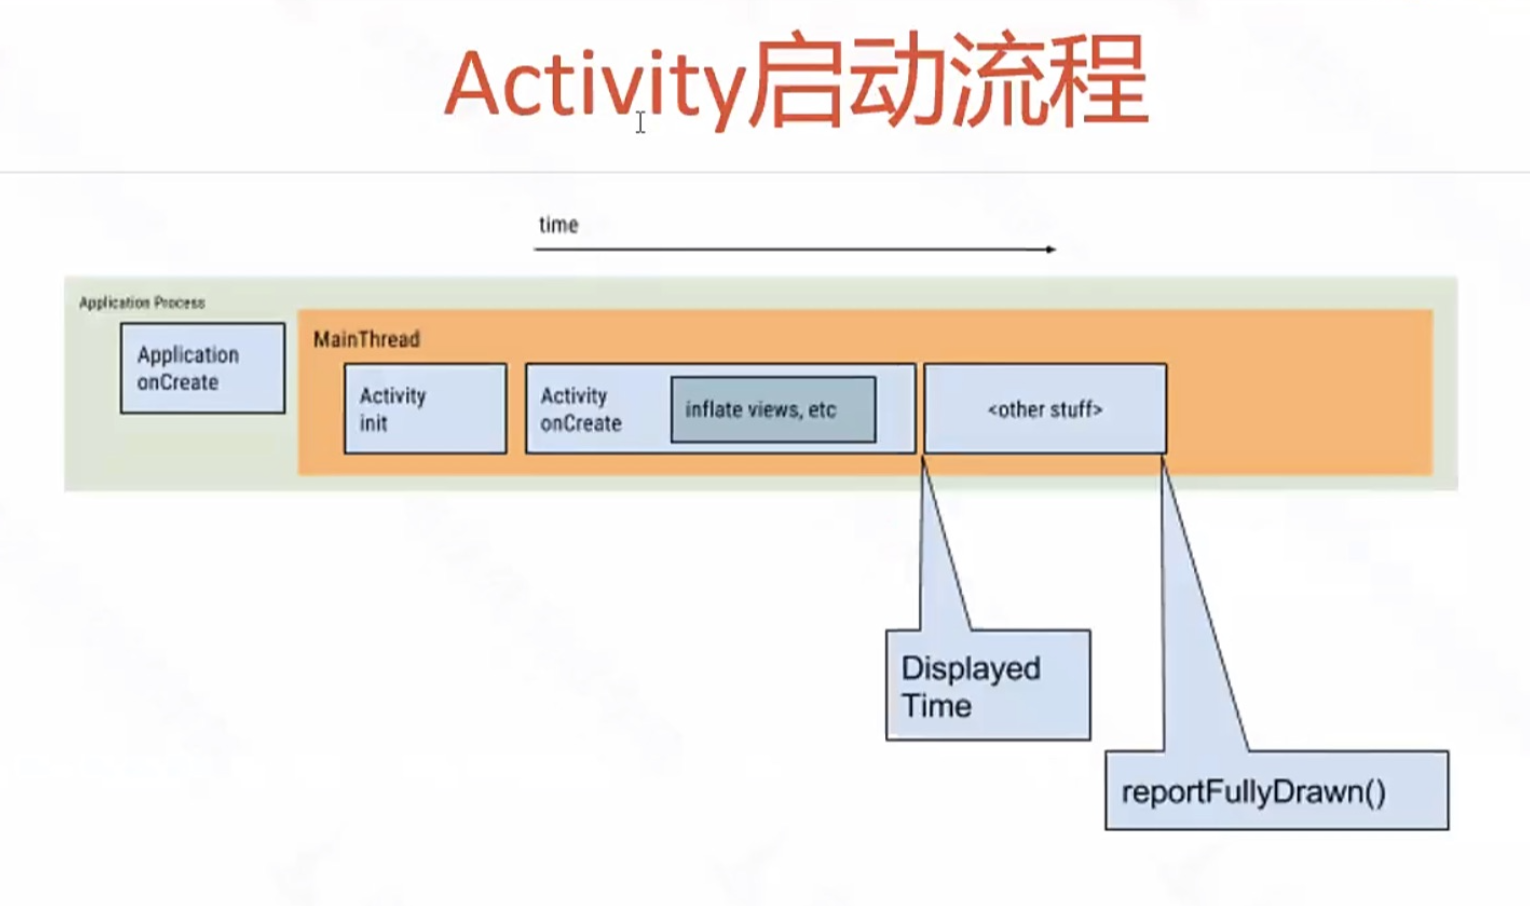 Activity启动流程
time
Application Process
Application
onCreate
MainThread
Activity
init
Activity
onCreate
inflate views, etc
<other stuff>
Displayed
Time
reportFullyDrawn()